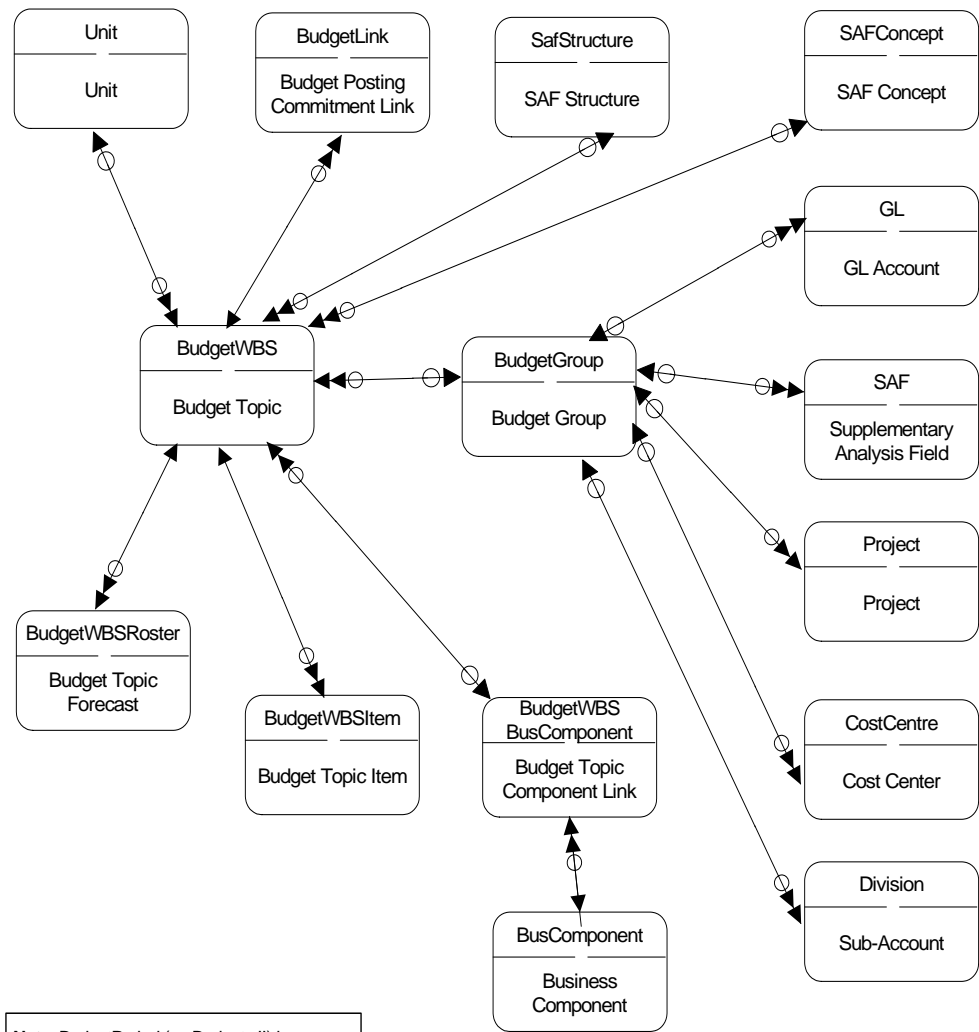 Unit
Unit
BudgetLink
Budget Posting
Commitment Link
SafStructure
SAF Structure
SAFConcept
SAF Concept
GL
GL Account
BudgetWBS
Budget Topic
BudgetGroup
Budget Group
SAF
Supplementary
Analysis Field
Project
Project
BudgetWBSRoster
Budget Topic
Forecast
BudgetWBSItem
Budget Topic Item
BudgetWBS
BusComponent
Budget Topic
Component Link
CostCentre
Cost Center
Division
Sub-Account
BusComponent
Business
Component